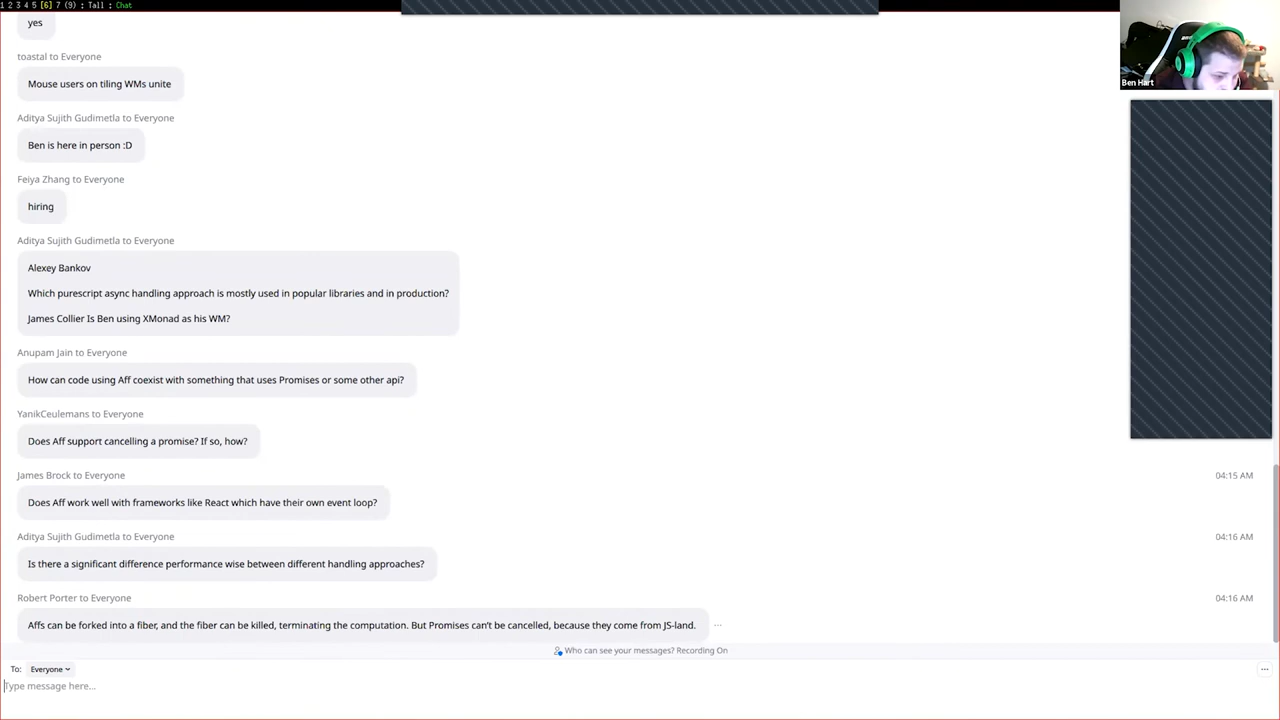 1 2 3 4 5 [6] 7 (9) : Tall : Chat
yes
Ben Hart
toastal to Everyone
Mouse users on tiling WMs unite
Aditya Sujith Gudimetla to Everyone
Ben is here in person :D
Feiya Zhang to Everyone
hiring
Aditya Sujith Gudimetla to Everyone
Alexey Bankov
Which purescript async handling approach is mostly used in popular libraries and in production?
James Collier Is Ben using XMonad as his WM?
Anupam Jain to Everyone
How can code using Aff coexist with something that uses Promises or some other api?
YanikCeulemans to Everyone
Does Aff support cancelling a promise? If so, how?
James Brock to Everyone 04:15 AM
Does Aff work well with frameworks like React which have their own event loop?
Aditya Sujith Gudimetla to Everyone 04:16 AM
Is there a significant difference performance wise between different handling approaches?
Robert Porter to Everyone 04:16 AM
Affs can be forked into a fiber, and the fiber can be killed, terminating the computation. But Promises can’t be cancelled, because they come from JS-land.
Who can see your messages? Recording On
To: Everyone
Type message here...